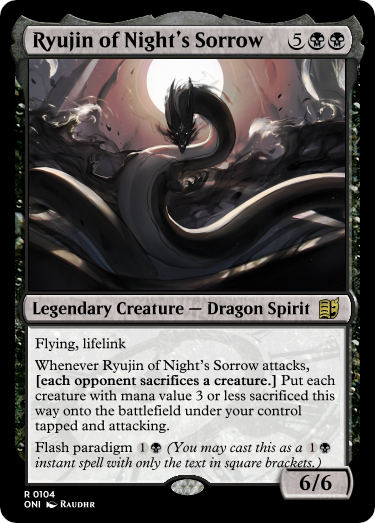 Ryujin of Night's Sorrow 5
Legendary Creature — Dragon Spirit
Flying, lifelink
Whenever Ryujin of Night's Sorrow attacks,
[each opponent sacrifices a creature.] Put each
creature with mana value 3 or less sacrificed this
way onto the battlefield under your control
tapped and attacking.
Flash paradigm 1 (You may cast this as a 1
instant spell with only the text in square brackets.)
6/6
R 0104
ONI Raudhr